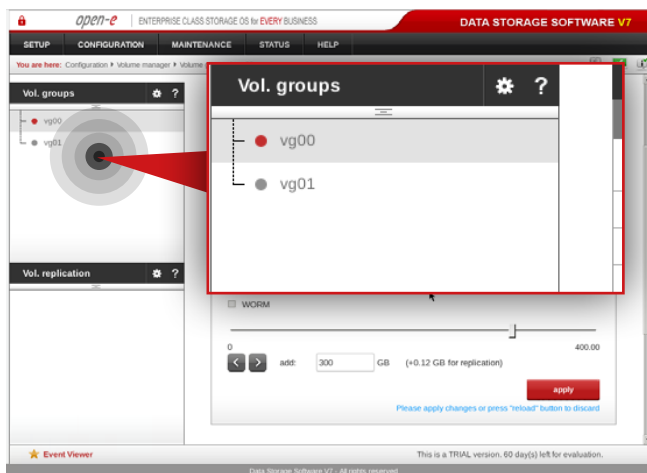 open-e ENTERPRISE CLASS STORAGE OS for EVERY BUSINESS DATA STORAGE SOFTWARE V7
SETUP CONFIGURATION MAINTENANCE STATUS HELP
You are here: Configuration Volume manager Volume
Vol. groups ?
vg00
vg01
Vol. groups ?
vg00
vg01
Vol. replication ?
WORM
0 400.00
add: 300 GB (+0.12 GB for replication)
apply
Please apply changes or press "reload" button to discard
Event Viewer This is a TRIAL version. 60 day(s) left for evaluation.
Data Storage Software V7 - All rights reserved